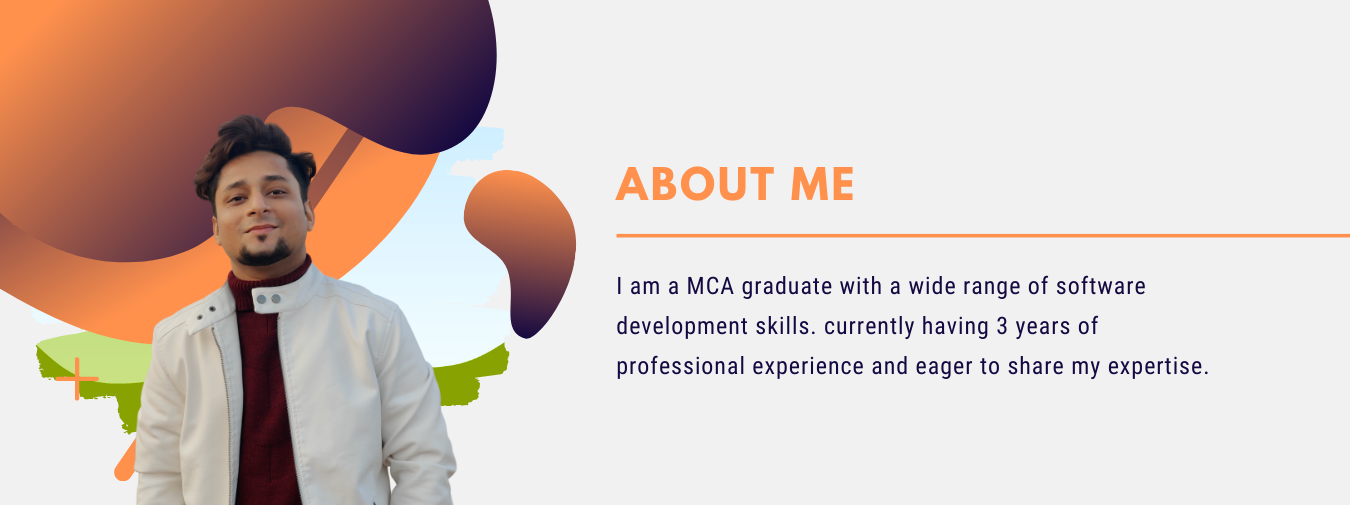 ABOUT ME
I am a MCA graduate with a wide range of software
development skills. currently having 3 years of
professional experience and eager to share my expertise.